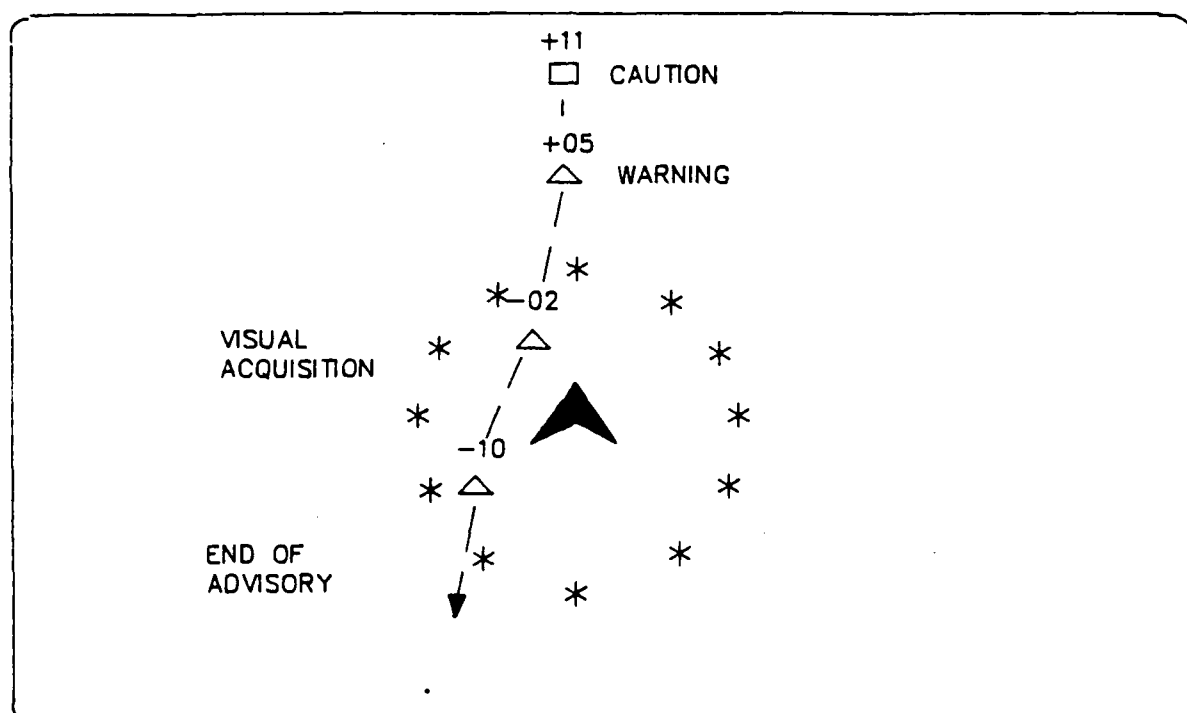 +11
CAUTION
+05
WARNING
-02
VISUAL
ACQUISITION
-10
END OF
ADVISORY